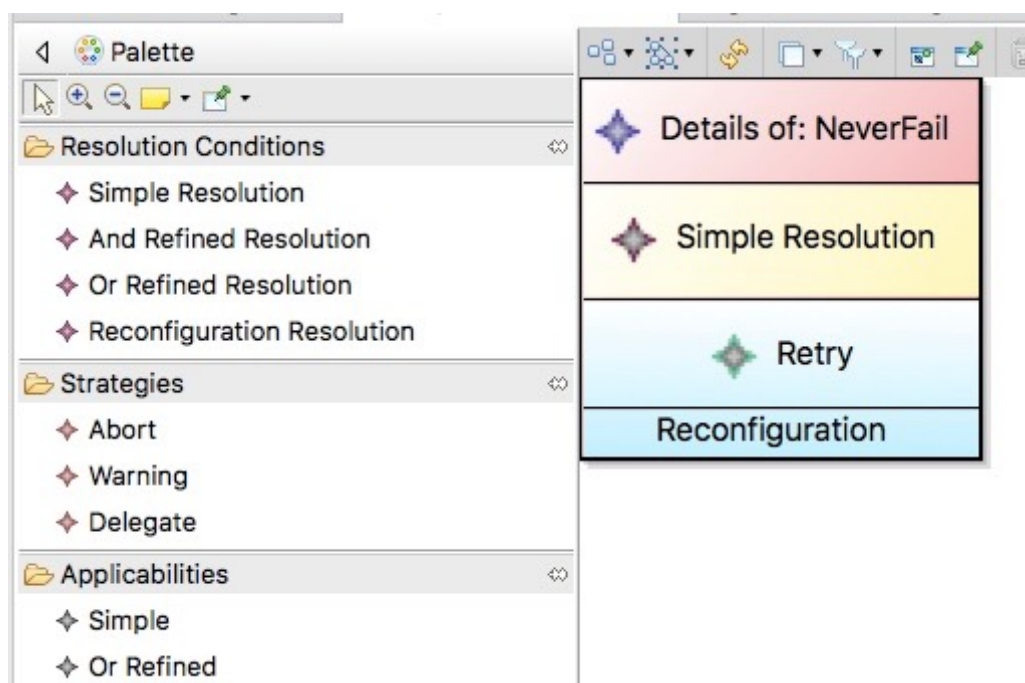 Palette
Resolution Conditions
Simple Resolution
And Refined Resolution
Or Refined Resolution
Reconfiguration Resolution
Strategies
Abort
Warning
Delegate
Applicabilities
Simple
Or Refined
Details of: NeverFail
Simple Resolution
Retry
Reconfiguration